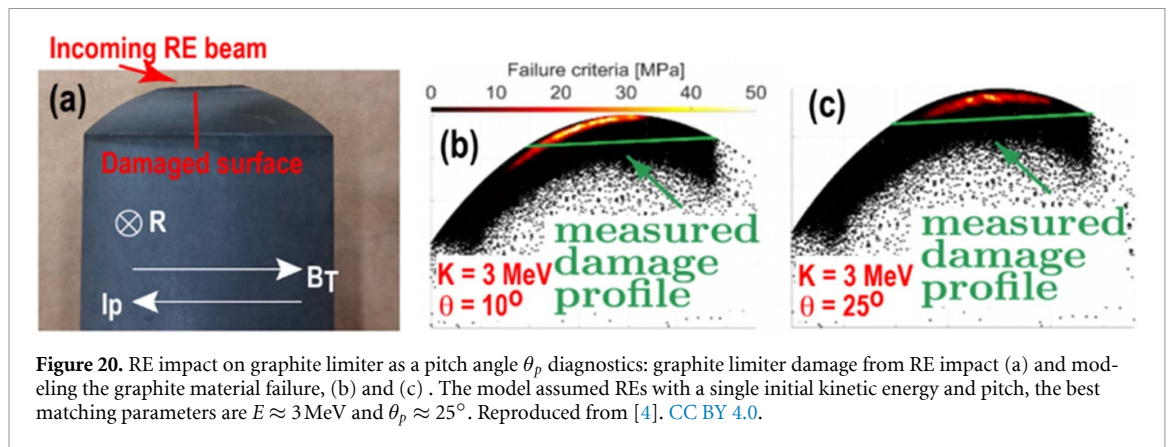 Incoming RE beam
(a)
Damaged surface
R
BT
Ip
Failure criteria [MPa]
0 10 20 30 40 50
(b)
measured
damage
profile
K = 3 MeV
θ = 10°
(c)
measured
damage
profile
K = 3 MeV
θ = 25°
Figure 20. RE impact on graphite limiter as a pitch angle θp diagnostics: graphite limiter damage from RE impact (a) and mod-
eling the graphite material failure, (b) and (c) . The model assumed REs with a single initial kinetic energy and pitch, the best
matching parameters are E ≈ 3 MeV and θp ≈ 25°. Reproduced from [4]. CC BY 4.0.